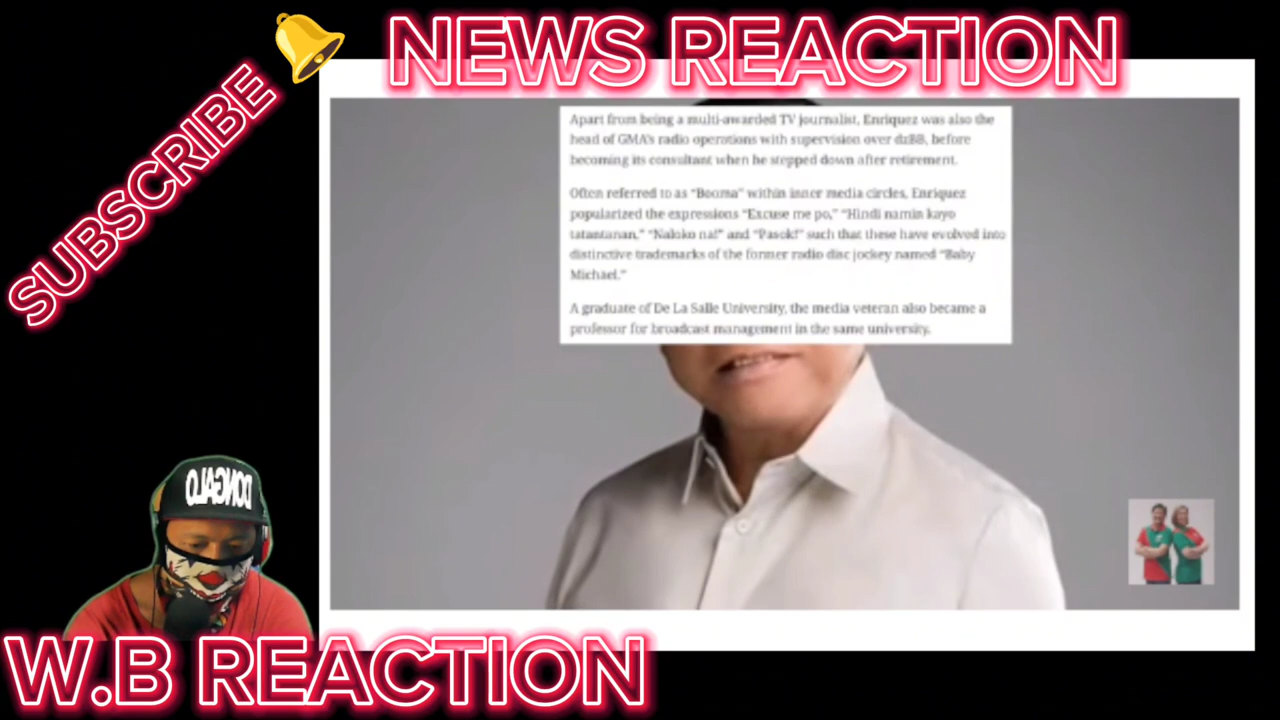 NEWS REACTION
SUBSCRIBE
Apart from being a multi-awarded TV journalist, Enriquez was also the
head of GMA's radio operations with supervision over dzBB, before
becoming its consultant when he stepped down after retirement.
Often referred to as “Booma” within inner media circles, Enriquez
popularized the expressions “Excuse me po,” “Hindi namin kayo
tatantanan,” “Naloko na!” and “Pasok!” such that these have evolved into
distinctive trademarks of the former radio disc jockey named “Baby
Michael.”
A graduate of De La Salle University, the media veteran also became a
professor for broadcast management in the same university.
DONGALO
W.B REACTION